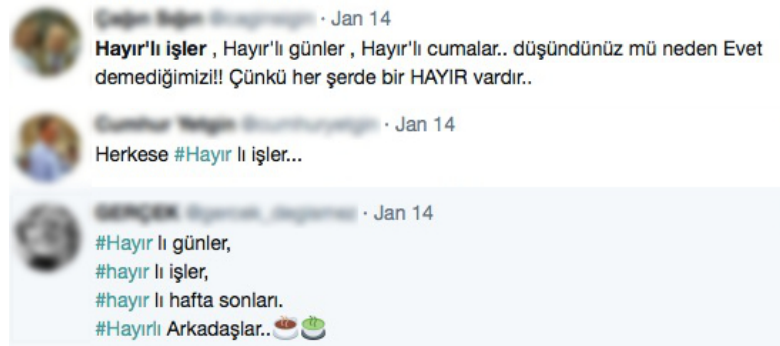 · Jan 14
Hayır'lı işler , Hayır'lı günler , Hayır'lı cumalar.. düşündünüz mü neden Evet
demediğimizi!! Çünkü her şerde bir HAYIR vardır..
· Jan 14
Herkese #Hayır lı işler...
GERÇEK · Jan 14
#Hayır lı günler,
#hayır lı işler,
#hayır lı hafta sonları.
#Hayırlı Arkadaşlar..🍵